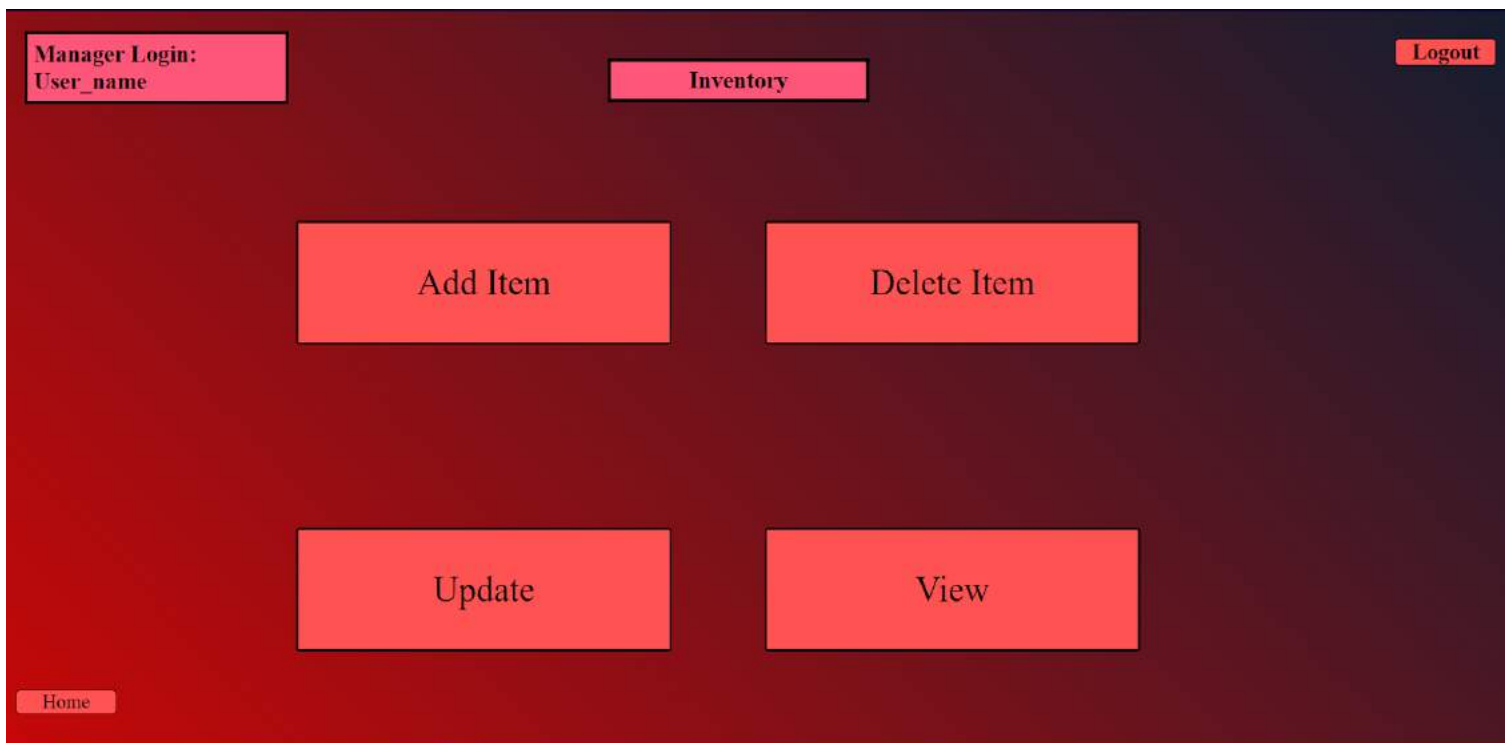 Manager Login:
User_name
Inventory
Logout
Add Item
Delete Item
Update
View
Home